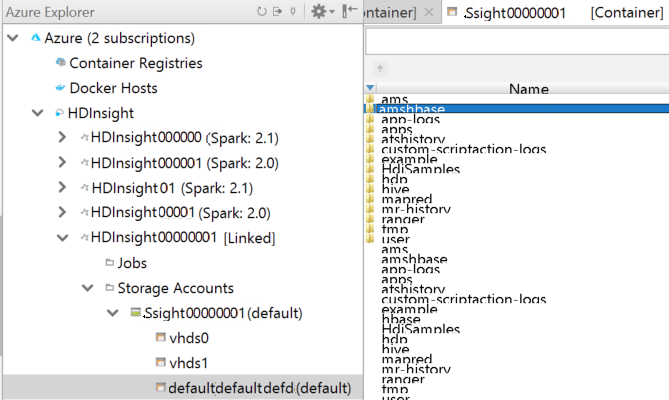 Azure Explorer
Azure (2 subscriptions)
Container Registries
Docker Hosts
HDInsight
HDInsight000000 (Spark: 2.1)
HDInsight000001 (Spark: 2.0)
HDInsight01 (Spark: 2.1)
HDInsight00001 (Spark: 2.0)
HDInsight00000001 [Linked]
Jobs
Storage Accounts
.Ssight00000001(default)
vhds0
vhds1
defaultdefaultdefd(default)
ontainer]
.Ssight00000001 [Container]
Name
ams
amshbase
app-logs
apps
atshistory
custom-scriptaction-logs
example
HdiSamples
hdp
hive
mapred
mr-history
ranger
tmp
user
ams
amshbase
app-logs
apps
atshistory
custom-scriptaction-logs
example
hbase
HdiSamples
hdp
hive
mapred
mr-history
ranger
tmp
user